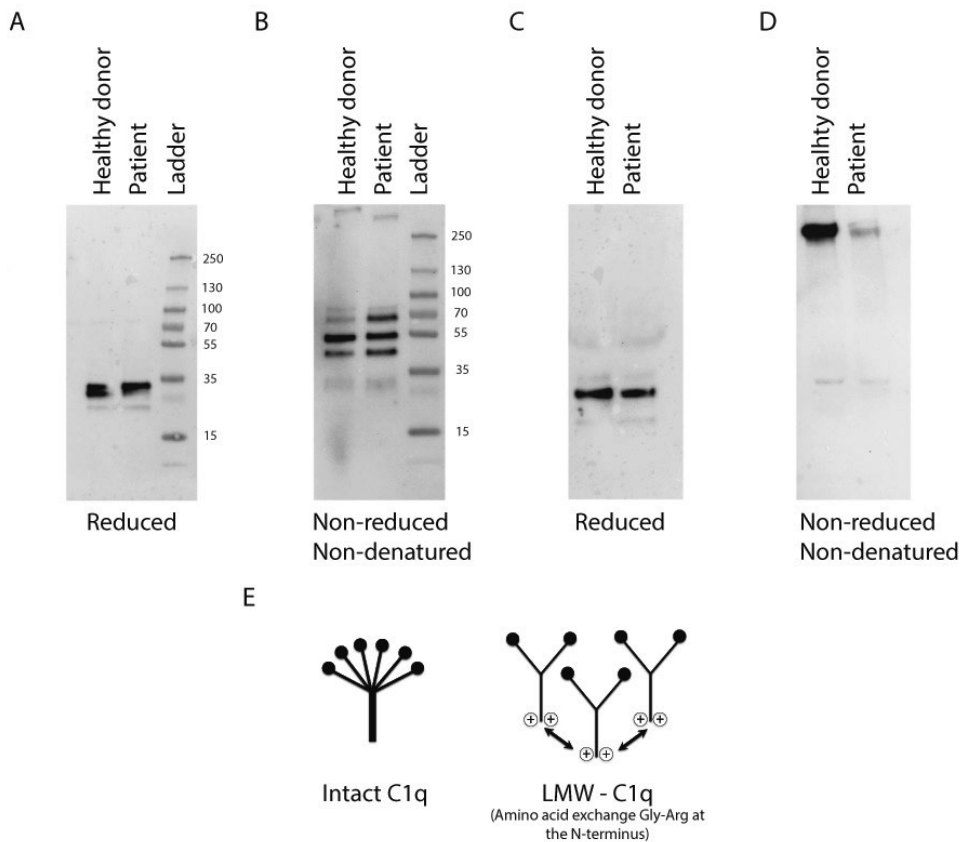 A
Healthy donor
Patient
Ladder
250
130
100
70
55
35
15
Reduced
B
Healthy donor
Patient
Ladder
250
130
100
70
55
35
15
Non-reduced
Non-denatured
C
Healthy donor
Patient
Reduced
D
Healhty donor
Patient
Non-reduced
Non-denatured
E
Intact C1q
+ +
+ +
+ +
LMW - C1q
(Amino acid exchange Gly-Arg at
the N-terminus)